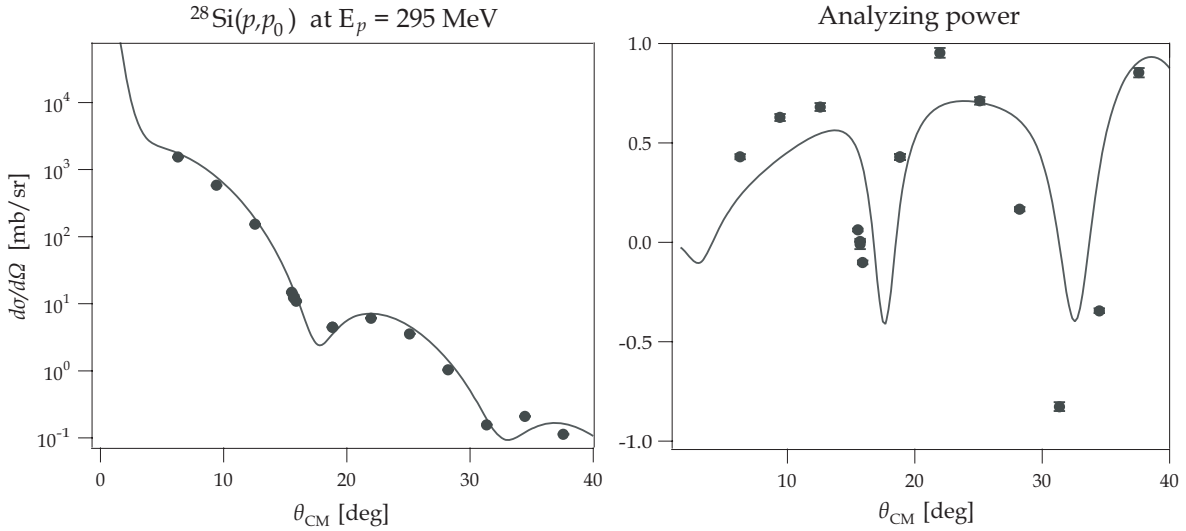 ²⁸Si(p,p₀) at Eₚ = 295 MeV
Analyzing power
dσ/dΩ [mb/sr]
10⁴
10³
10²
10¹
10⁰
10⁻¹
0 10 20 30 40
θCM [deg]
1.0
0.5
0.0
-0.5
-1.0
10 20 30 40
θCM [deg]